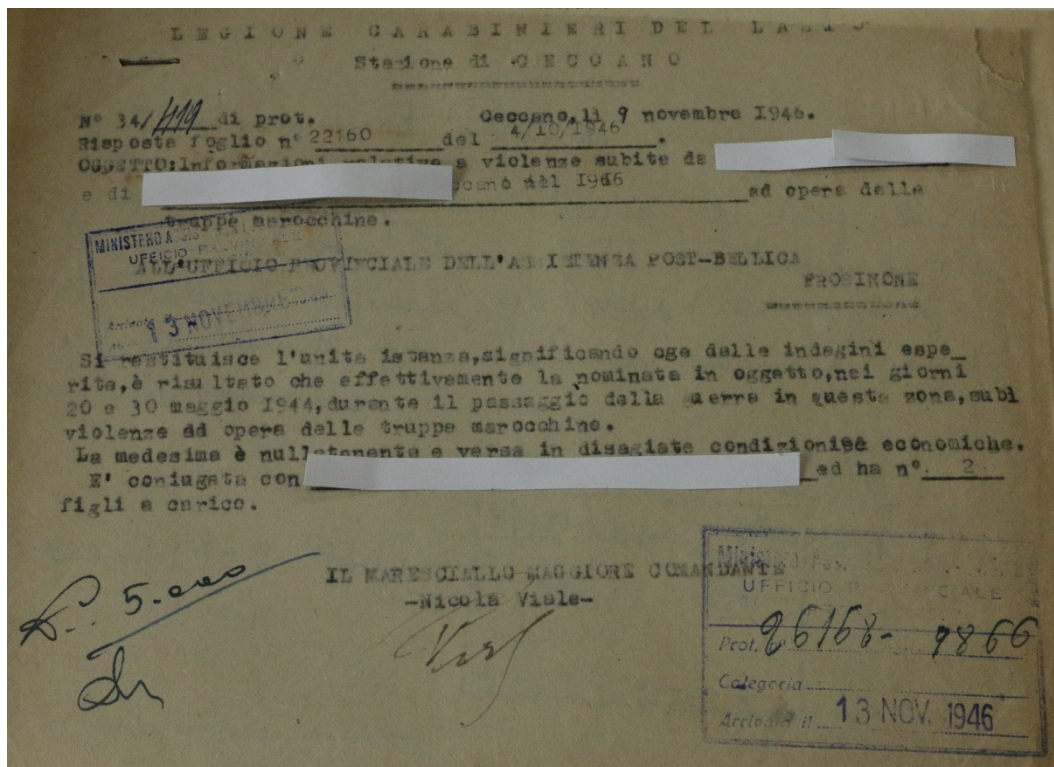 LEGIONE CARABINIERI DEL LAZIO
Stazione di CECCANO
N° 34/419 di prot. Ceccano, lì 9 novembre 1946.
Risposta foglio n° 22160 del 4/10/1946.
OGGETTO:Informazioni relative a violenze subite da
e di ccano nel 1946 ad opera delle
truppe marocchine.
MINISTERO
UFFICIO
ALL'UFFICIO PROVINCIALE DELL'ASSISTENZA POST-BELLICA
FROSINONE
13 NOVEMBRE
Si restituisce l'unita istanza,significando cge dalle indagini espe_
rite,è risultato che effettivamente la nominata in oggetto,nei giorni
20 e 30 maggio 1944,durante il passaggio della guerra in questa zona,subì
violenze ad opera delle truppe marocchine.
La medesima è nullatenente e versa in disagiate condizioni economiche.
E' coniugata con ed ha n° 2
figli a carico.
IL MARESCIALLO MAGGIORE COMANDANTE
-Nicola Viale-
5.000
UFFICIO
Prot. 26168- 9866
Categoria
Arrivato il 13 NOV. 1946